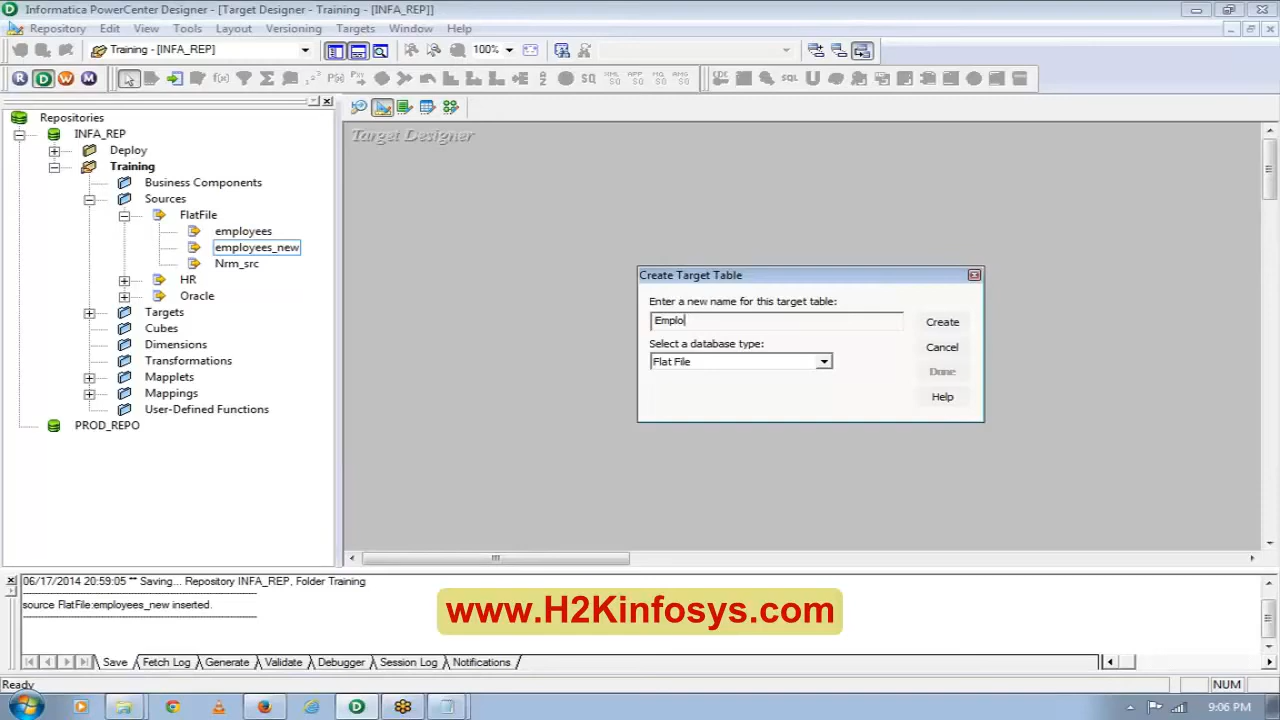 Informatica PowerCenter Designer - [Target Designer - Training - [INFA_REP]]
Repository Edit View Tools Layout Transformations Versioning Targets Window Help
Training - [INFA_REP]
100%
R D W M
Repositories
INFA_REP
Deploy
Training
Business Components
Sources
FlatFile
employees
employees_new
Nrm_src
HR
Oracle
Targets
Cubes
Dimensions
Transformations
Mapplets
Mappings
User-Defined Functions
PROD_REPO
Target Designer
Create Target Table
Enter a new name for this target table:
Emplo
Create
Select a database type:
Cancel
Flat File
Done
Help
06/17/2014 20:59:05 ** Saving... Repository INFA_REP, Folder Training
source FlatFile:employees_new inserted.
www.H2Kinfosys.com
Save Fetch Log Generate Validate Debugger Session Log Notifications
Ready
NUM
9:06 PM